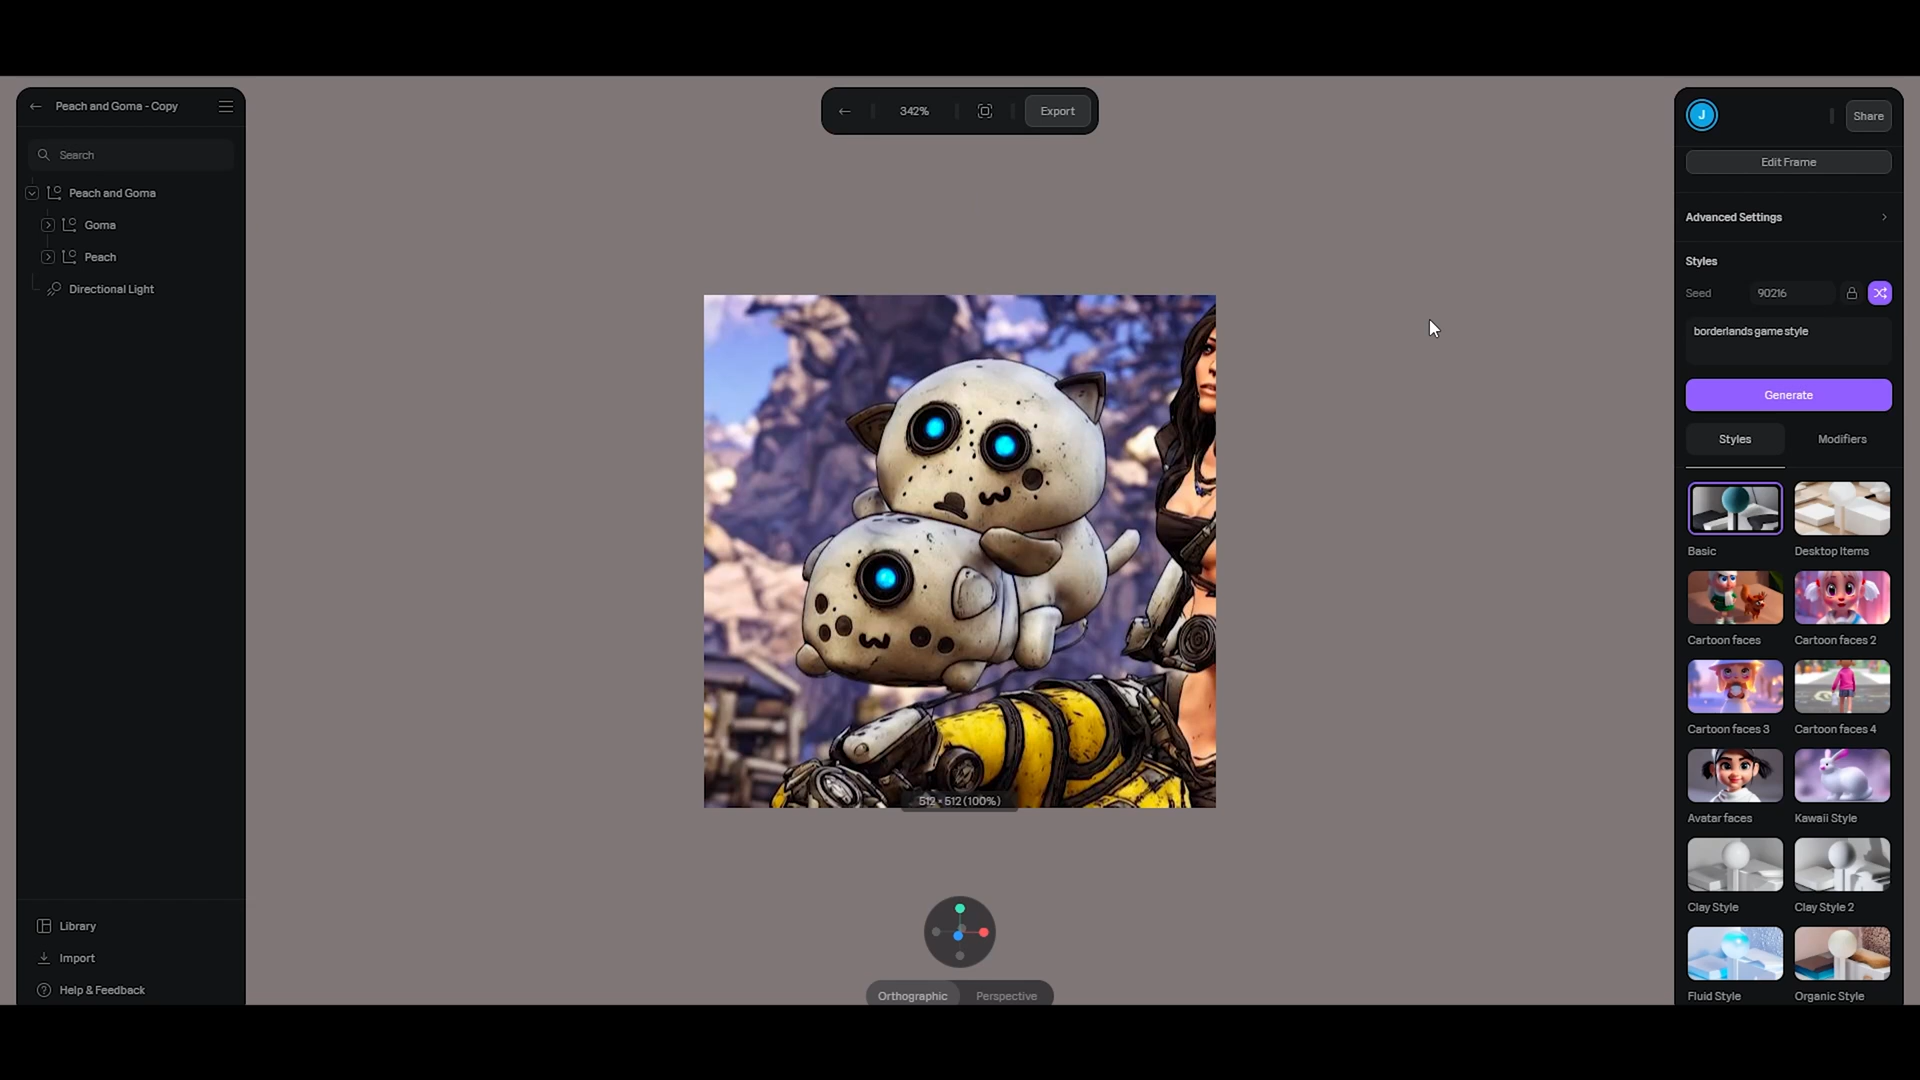 Peach and Goma - Copy
Search
Peach and Goma
Goma
Peach
Directional Light
Library
Import
Help & Feedback
342%
Export
512 × 512 (100%)
Orthographic
Perspective
J
Share
Edit Frame
Advanced Settings
Styles
Seed
90216
borderlands game style
Generate
Styles
Modifiers
Basic
Desktop Items
Cartoon faces
Cartoon faces 2
Cartoon faces 3
Cartoon faces 4
Avatar faces
Kawaii Style
Clay Style
Clay Style 2
Fluid Style
Organic Style